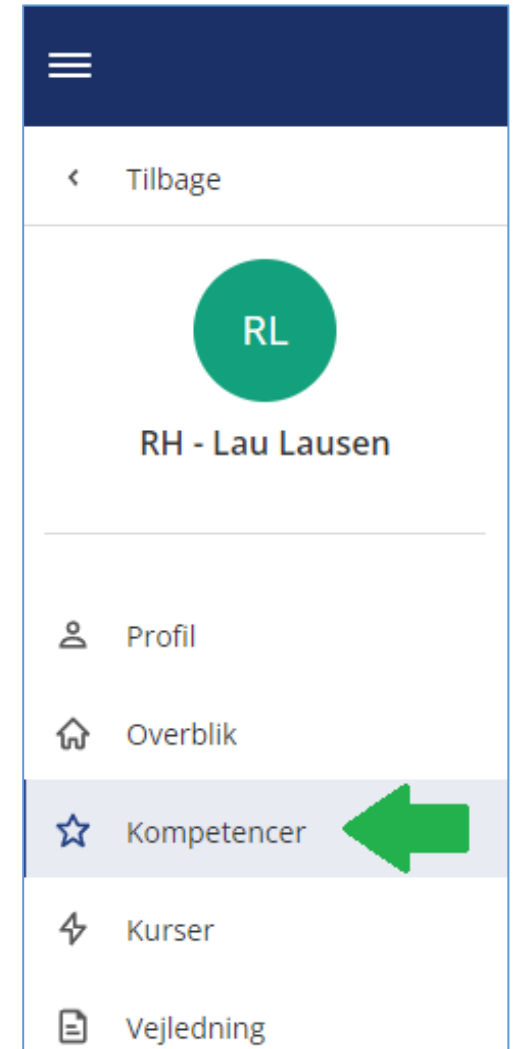 Tilbage
RL
RH - Lau Lausen
Profil
Overblik
Kompetencer
Kurser
Vejledning